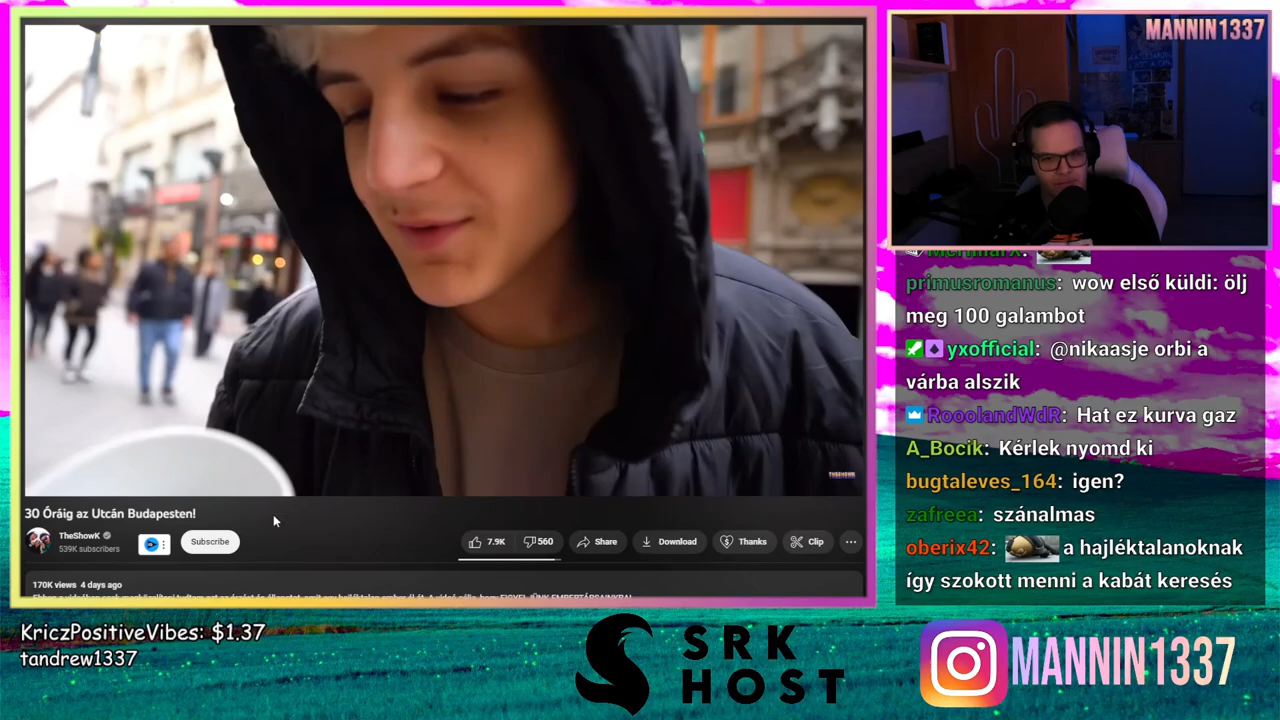 MANNIN1337
primusromanus: wow első küldi: ölj
meg 100 galambot
yxofficial: @nikaasje orbi a
várba alszik
RooolandWdR: Hat ez kurva gaz
A_Bocik: Kérlek nyomd ki
bugtaleves_164: igen?
zafreea: szánalmas
oberix42: a hajléktalanoknak
így szokott menni a kabát keresés
THESHOWK
30 Óráig az Utcán Budapesten!
TheShowK
539K subscribers
Subscribe
7.9K
560
Share
Download
Thanks
Clip
170K views 4 days ago
KriczPositiveVibes: $1.37
tandrew1337
SRK
HOST
MANNIN1337